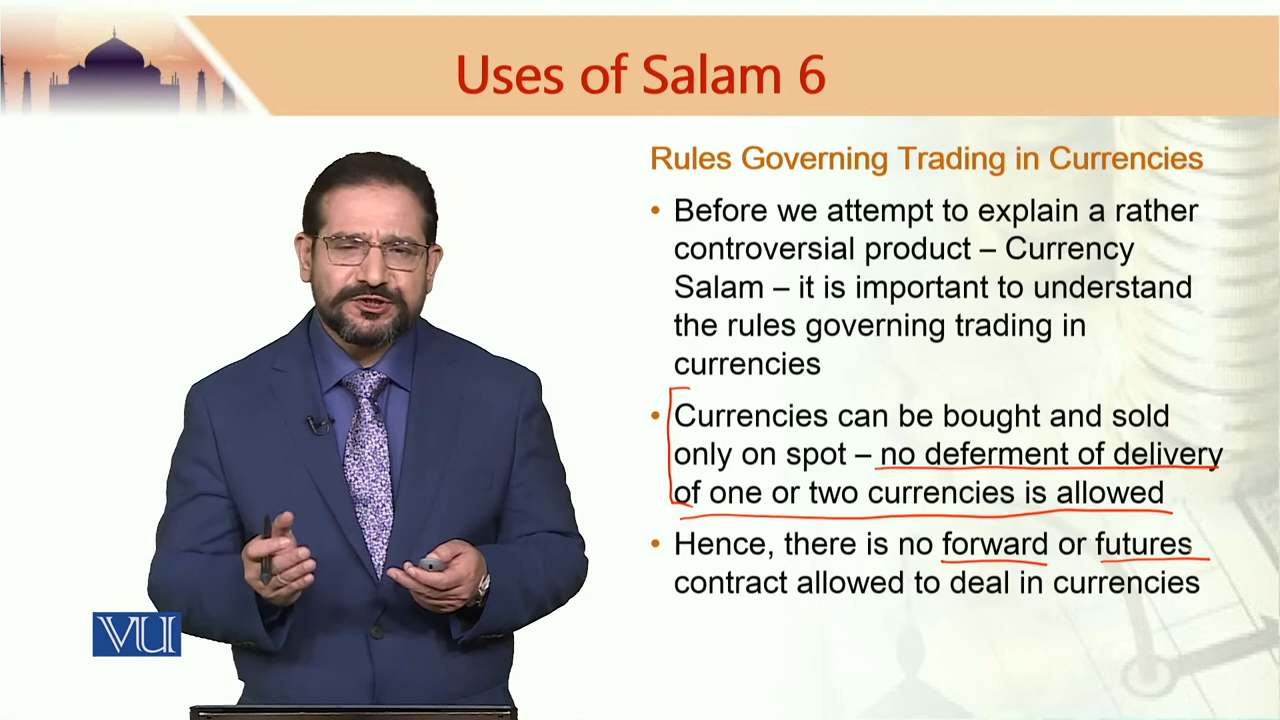 Uses of Salam 6
Rules Governing Trading in Currencies
• Before we attempt to explain a rather
controversial product – Currency
Salam – it is important to understand
the rules governing trading in
currencies
• Currencies can be bought and sold
only on spot – no deferment of delivery
of one or two currencies is allowed
• Hence, there is no forward or futures
contract allowed to deal in currencies
VU